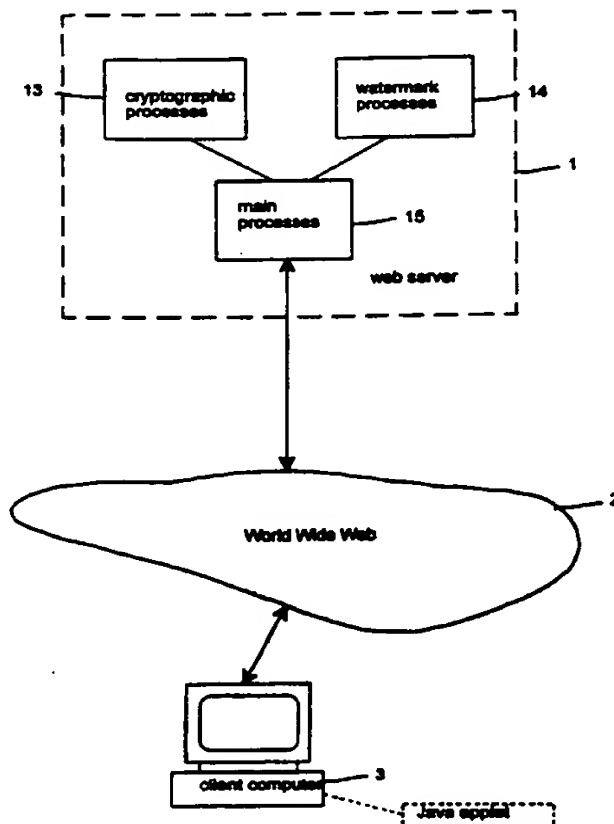 13
cryptographic
processes
watermark
processes
14
1
main
processes
15
web server
2
World Wide Web
client computer
3
Java applet